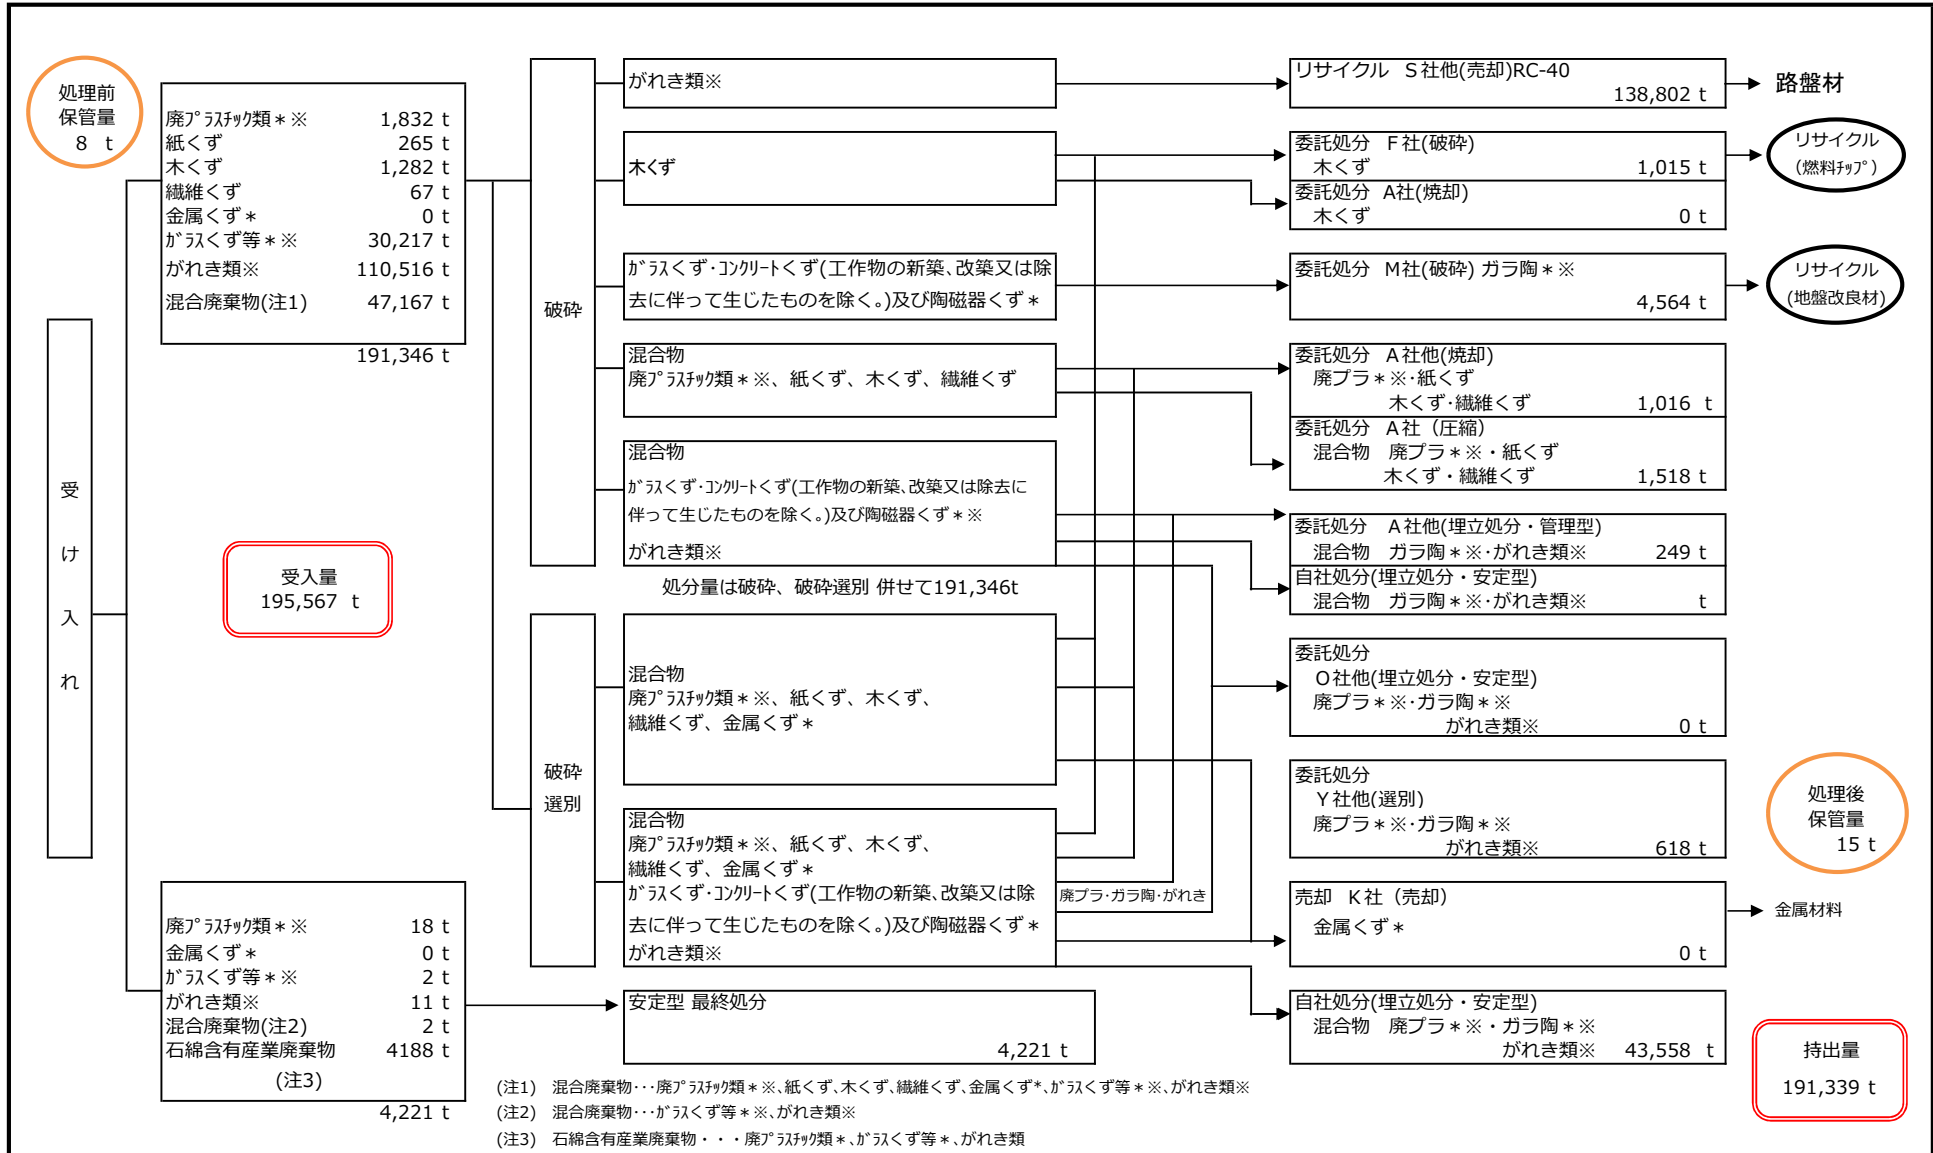 処理前
保管量
8 t
廃プラスチック類＊※ 1,832 t
紙くず 265 t
木くず 1,282 t
繊維くず 67 t
金属くず＊ 0 t
ガラスくず等＊※ 30,217 t
がれき類※ 110,516 t
混合廃棄物(注1) 47,167 t
191,346 t
受け入れ
受入量
195,567 t
廃プラスチック類＊※ 18 t
金属くず＊ 0 t
ガラスくず等＊※ 2 t
がれき類※ 11 t
混合廃棄物(注2) 2 t
石綿含有産業廃棄物 4188 t
(注3)
4,221 t
破砕
がれき類※
木くず
ガラスくず･コンクリートくず(工作物の新築、改築又は除
去に伴って生じたものを除く。)及び陶磁器くず＊
混合物
廃プラスチック類＊※、紙くず、木くず、繊維くず
混合物
ガラスくず･コンクリートくず(工作物の新築、改築又は除去に
伴って生じたものを除く。)及び陶磁器くず＊※
がれき類※
処分量は破砕、破砕選別 併せて191,346t
破砕
選別
混合物
廃プラスチック類＊※、紙くず、木くず、
繊維くず、金属くず＊
混合物
廃プラスチック類＊※、紙くず、木くず、
繊維くず、金属くず＊
ガラスくず･コンクリートくず(工作物の新築、改築又は除
去に伴って生じたものを除く。)及び陶磁器くず＊
がれき類※
廃プラ･ガラ陶･がれき
安定型 最終処分
4,221 t
リサイクル S社他(売却)RC-40
138,802 t
路盤材
委託処分 F社(破砕)
木くず 1,015 t
リサイクル
(燃料チップ)
委託処分 A社(焼却)
木くず 0 t
委託処分 M社(破砕) ガラ陶＊※
4,564 t
リサイクル
(地盤改良材)
委託処分 A社他(焼却)
廃プラ＊※･紙くず
木くず･繊維くず 1,016 t
委託処分 A社（圧縮）
混合物 廃プラ＊※・紙くず
木くず・繊維くず 1,518 t
委託処分 A社他(埋立処分・管理型)
混合物 ガラ陶＊※･がれき類※ 249 t
自社処分(埋立処分・安定型)
混合物 ガラ陶＊※･がれき類※ t
委託処分
O社他(埋立処分・安定型)
廃プラ＊※･ガラ陶＊※
がれき類※ 0 t
委託処分
Y社他(選別)
廃プラ＊※･ガラ陶＊※
がれき類※ 618 t
処理後
保管量
15 t
売却 K社（売却）
金属くず＊
0 t
金属材料
自社処分(埋立処分・安定型)
混合物 廃プラ＊※・ガラ陶＊※
がれき類※ 43,558 t
持出量
191,339 t
(注1) 混合廃棄物･･･廃プラスチック類＊※、紙くず、木くず、繊維くず、金属くず*、ガラスくず等＊※、がれき類※
(注2) 混合廃棄物･･･ガラスくず等＊※、がれき類※
(注3) 石綿含有産業廃棄物・・・廃プラスチック類＊、ガラスくず等＊、がれき類